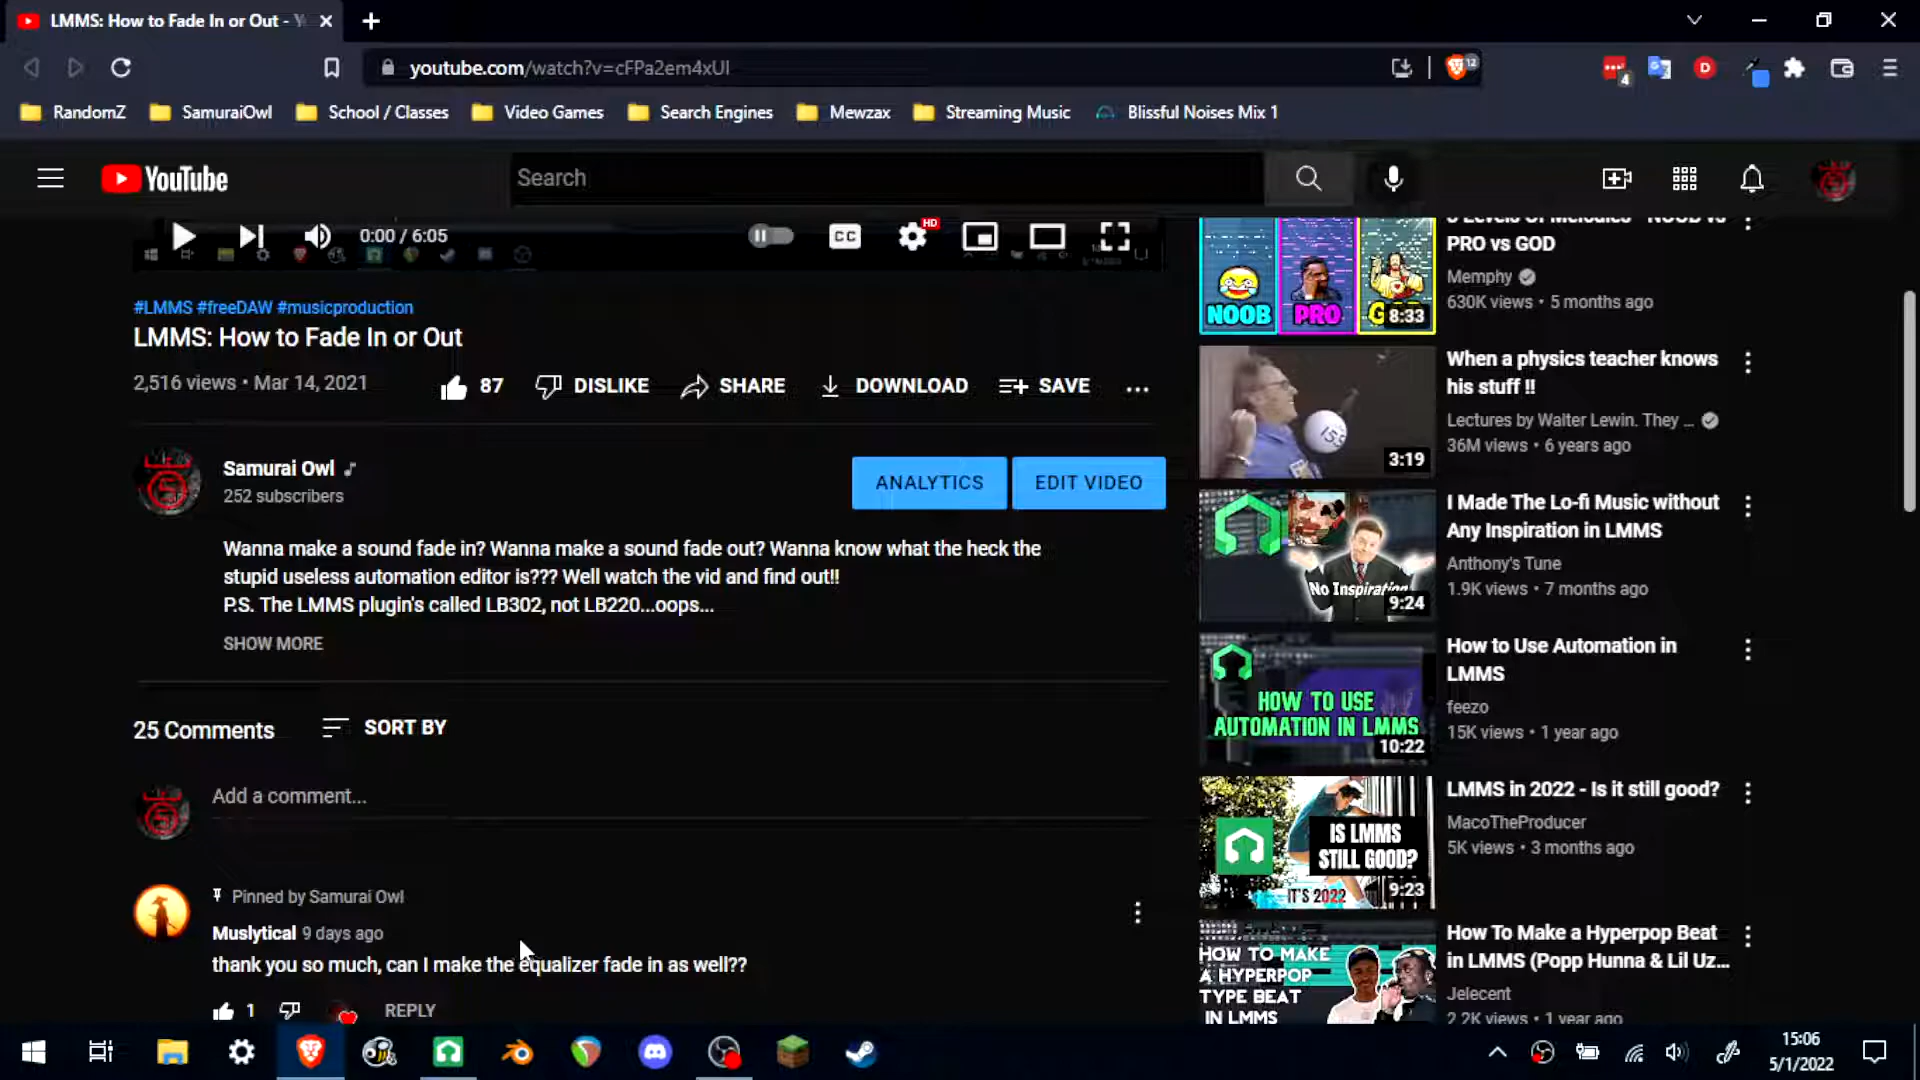 LMMS: How to Fade In or Out - Y
youtube.com/watch?v=cFPa2em4xUI
12
4
RandomZ
SamuraiOwl
School / Classes
Video Games
Search Engines
Mewzax
Streaming Music
Blissful Noises Mix 1
YouTube
Search
0:00 / 6:05
CC
HD
#LMMS #freeDAW #musicproduction
LMMS: How to Fade In or Out
2,516 views • Mar 14, 2021
87
DISLIKE
SHARE
DOWNLOAD
SAVE
Samurai Owl
252 subscribers
ANALYTICS
EDIT VIDEO
Wanna make a sound fade in? Wanna make a sound fade out? Wanna know what the heck the
stupid useless automation editor is??? Well watch the vid and find out!!
P.S. The LMMS plugin's called LB302, not LB220...oops...
SHOW MORE
25 Comments
SORT BY
Add a comment...
Pinned by Samurai Owl
Muslytical 9 days ago
thank you so much, can I make the equalizer fade in as well??
1
REPLY
NOOB
PRO
G
8:33
PRO vs GOD
Memphy
630K views • 5 months ago
3:19
When a physics teacher knows
his stuff !!
Lectures by Walter Lewin. They ...
36M views • 6 years ago
No Inspiration
9:24
I Made The Lo-fi Music without
Any Inspiration in LMMS
Anthony's Tune
1.9K views • 7 months ago
HOW TO USE
AUTOMATION IN LMMS
10:22
How to Use Automation in
LMMS
feezo
15K views • 1 year ago
IS LMMS
STILL GOOD?
IT'S 2022
9:23
LMMS in 2022 - Is it still good?
MacoTheProducer
5K views • 3 months ago
HOW TO MAKE
A HYPERPOP
TYPE BEAT
IN LMMS
How To Make a Hyperpop Beat
in LMMS (Popp Hunna & Lil Uz...
Jelecent
2.2K views • 1 year ago
15:06
5/1/2022